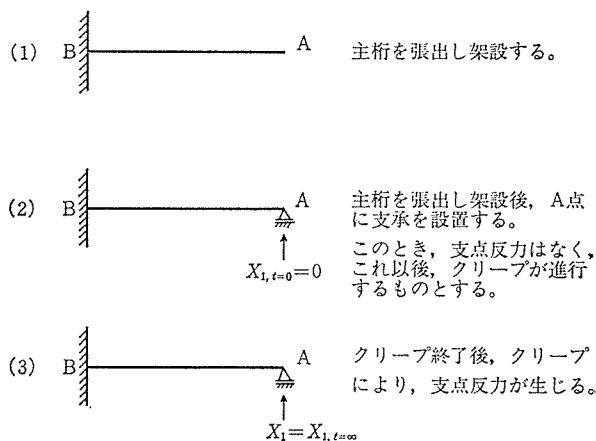 (1) B A 主桁を張出し架設する。
(2) B A 主桁を張出し架設後，A点
に支承を設置する。
このとき，支点反力はなく，
これ以後，クリープが進行
するものとする。
X1, t=0=0
(3) B A クリープ終了後，クリープ
により，支点反力が生じる。
X1=X1, t=∞